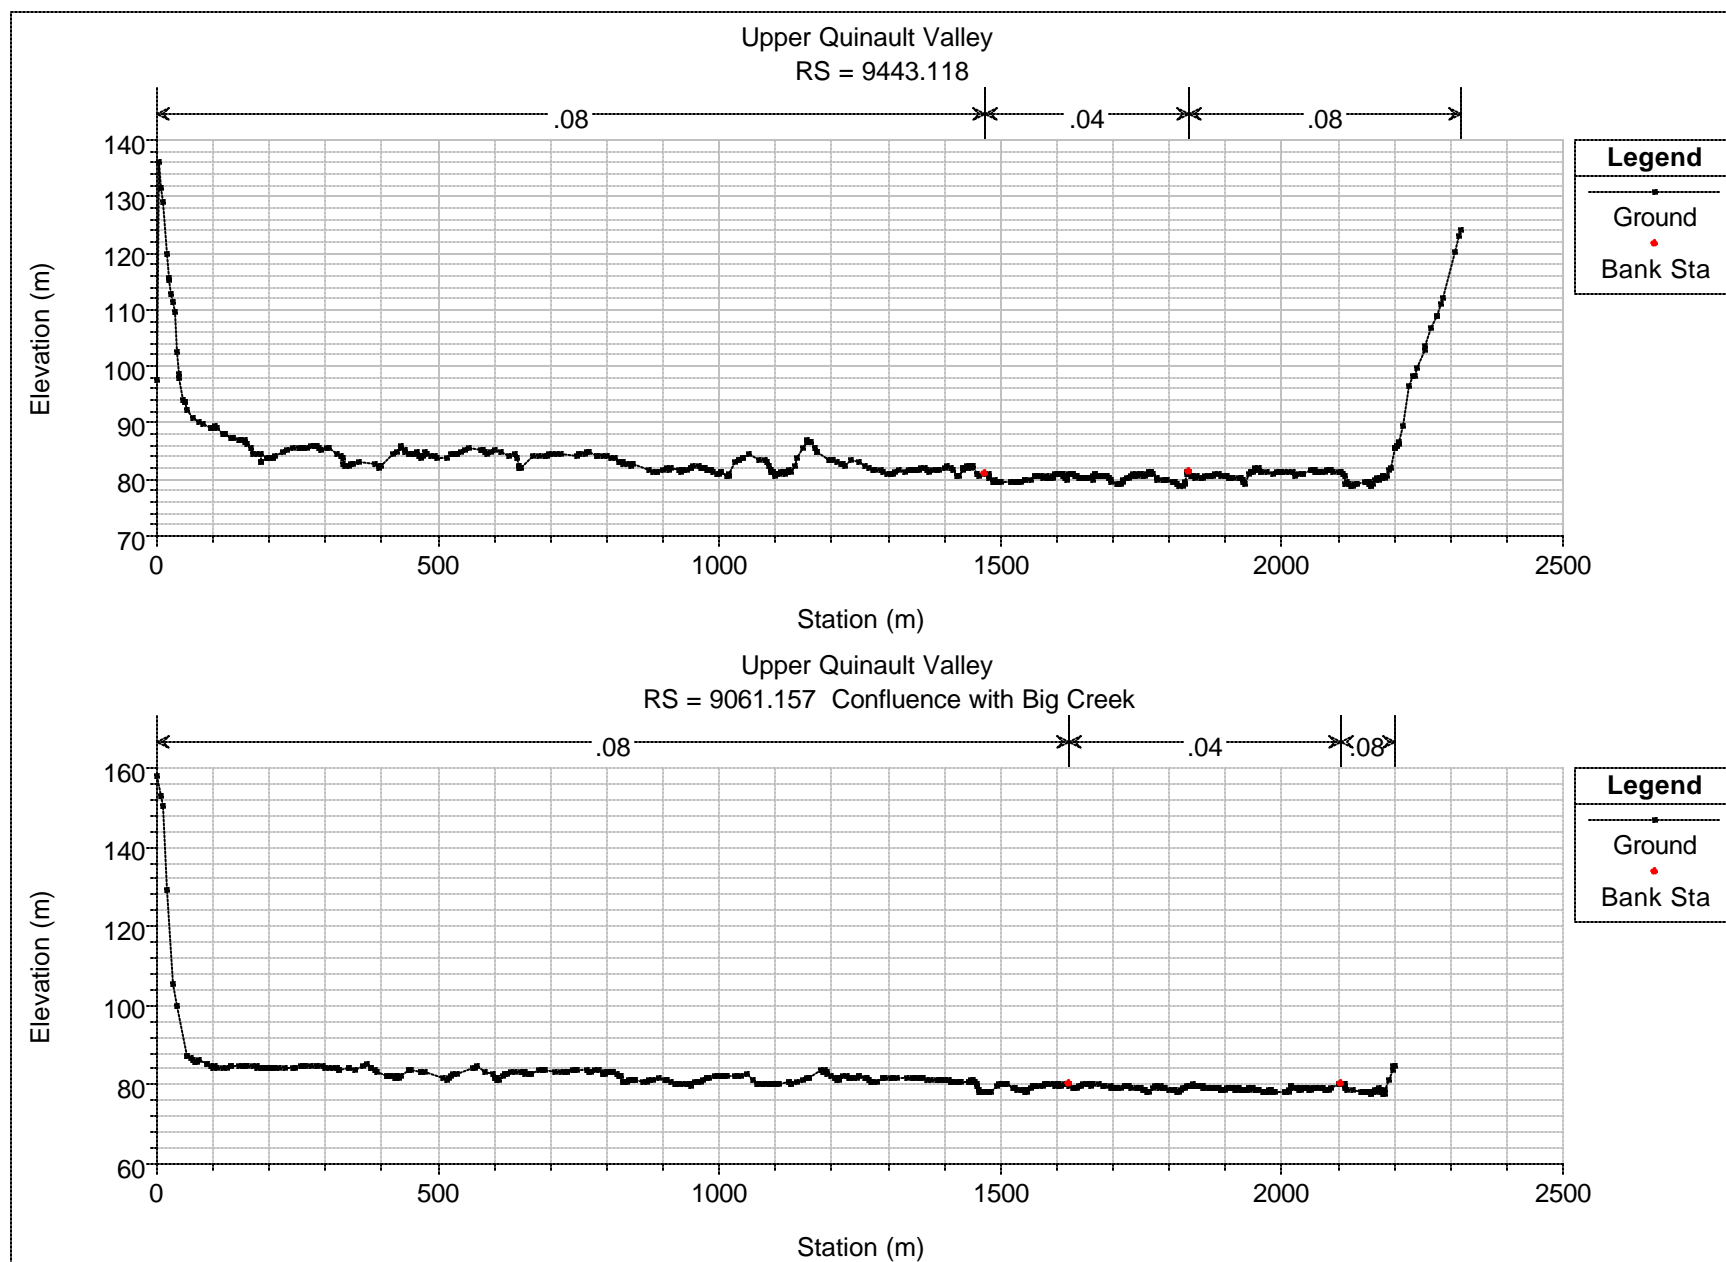 Upper Quinault Valley
RS = 9443.118
.08 .04 .08
140
130
120
110
100
90
80
70
Elevation (m)
0 500 1000 1500 2000 2500
Station (m)
Legend
Ground
Bank Sta
Upper Quinault Valley
RS = 9061.157 Confluence with Big Creek
.08 .04 .08
160
140
120
100
80
60
Elevation (m)
0 500 1000 1500 2000 2500
Station (m)
Legend
Ground
Bank Sta